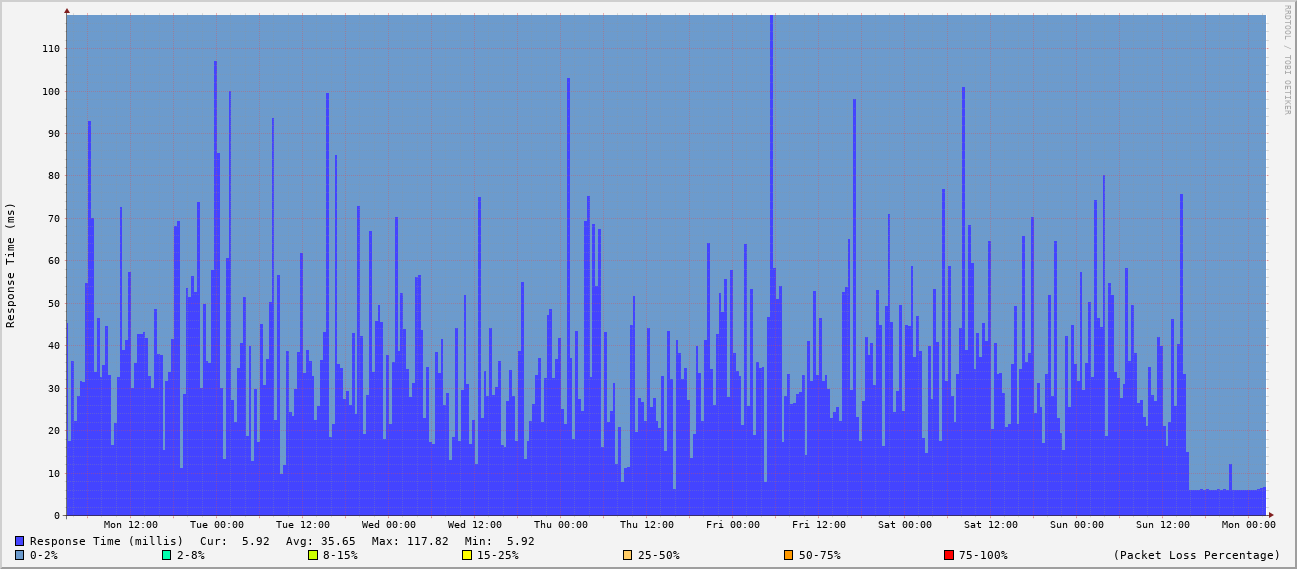 RRDTOOL / TOBI OETIKER
Response Time (ms)
110
100
90
80
70
60
50
40
30
20
10
0
Mon 12:00 Tue 00:00 Tue 12:00 Wed 00:00 Wed 12:00 Thu 00:00 Thu 12:00 Fri 00:00 Fri 12:00 Sat 00:00 Sat 12:00 Sun 00:00 Sun 12:00 Mon 00:00
Response Time (millis) Cur: 5.92 Avg: 35.65 Max: 117.82 Min: 5.92
0-2% 2-8% 8-15% 15-25% 25-50% 50-75% 75-100% (Packet Loss Percentage)